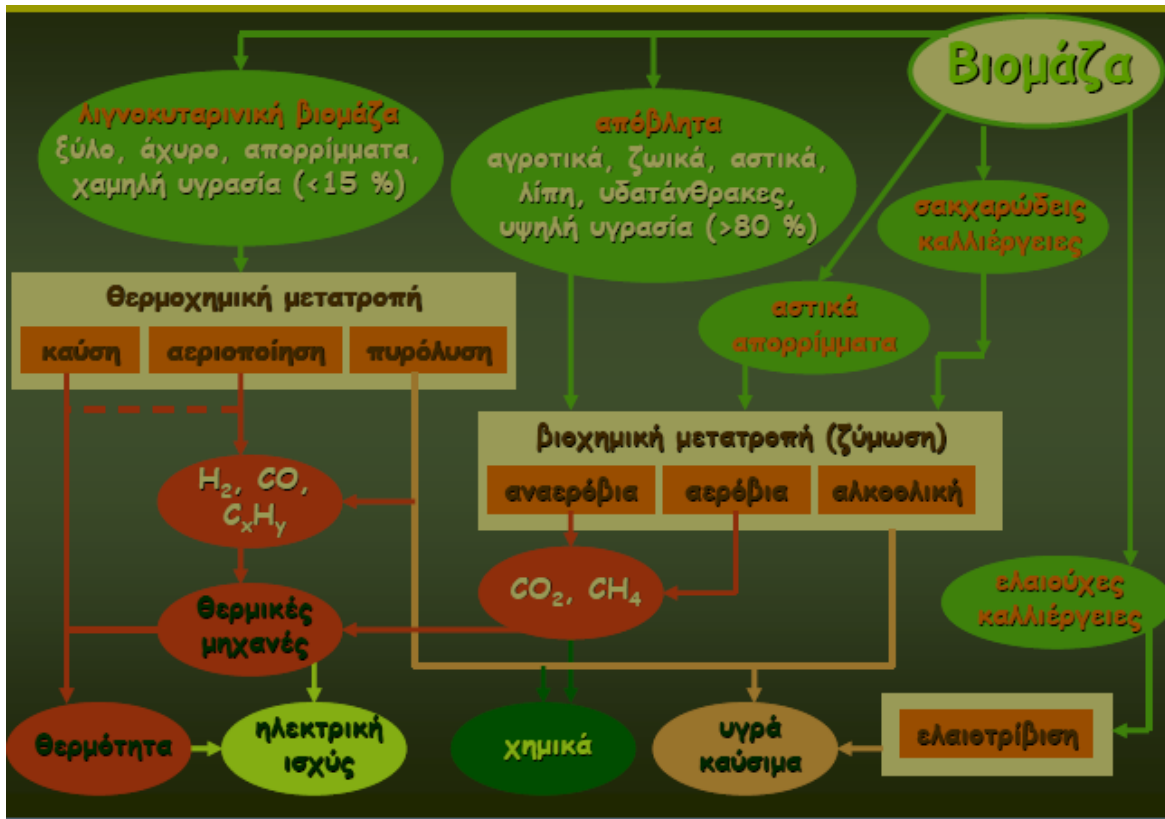 Βιομάζα
λιγνοκυταρινική βιομάζα
ξύλο, άχυρο, απορρίμματα,
χαμηλή υγρασία (<15 %)
απόβλητα
αγροτικά, ζωικά, αστικά,
λίπη, υδατάνθρακες,
υψηλή υγρασία (>80 %)
σακχαρώδεις
καλλιέργειες
αστικά
απορρίμματα
θερμοχημική μετατροπή
καύση
αεριοποίηση
πυρόλυση
βιοχημική μετατροπή (ζύμωση)
αναερόβια
αερόβια
αλκοολική
H₂, CO,
CₓHᵧ
CO₂, CH₄
θερμικές
μηχανές
ελαιούχες
καλλιέργειες
θερμότητα
ηλεκτρική
ισχύς
χημικά
υγρά
καύσιμα
ελαιοτρίβιση